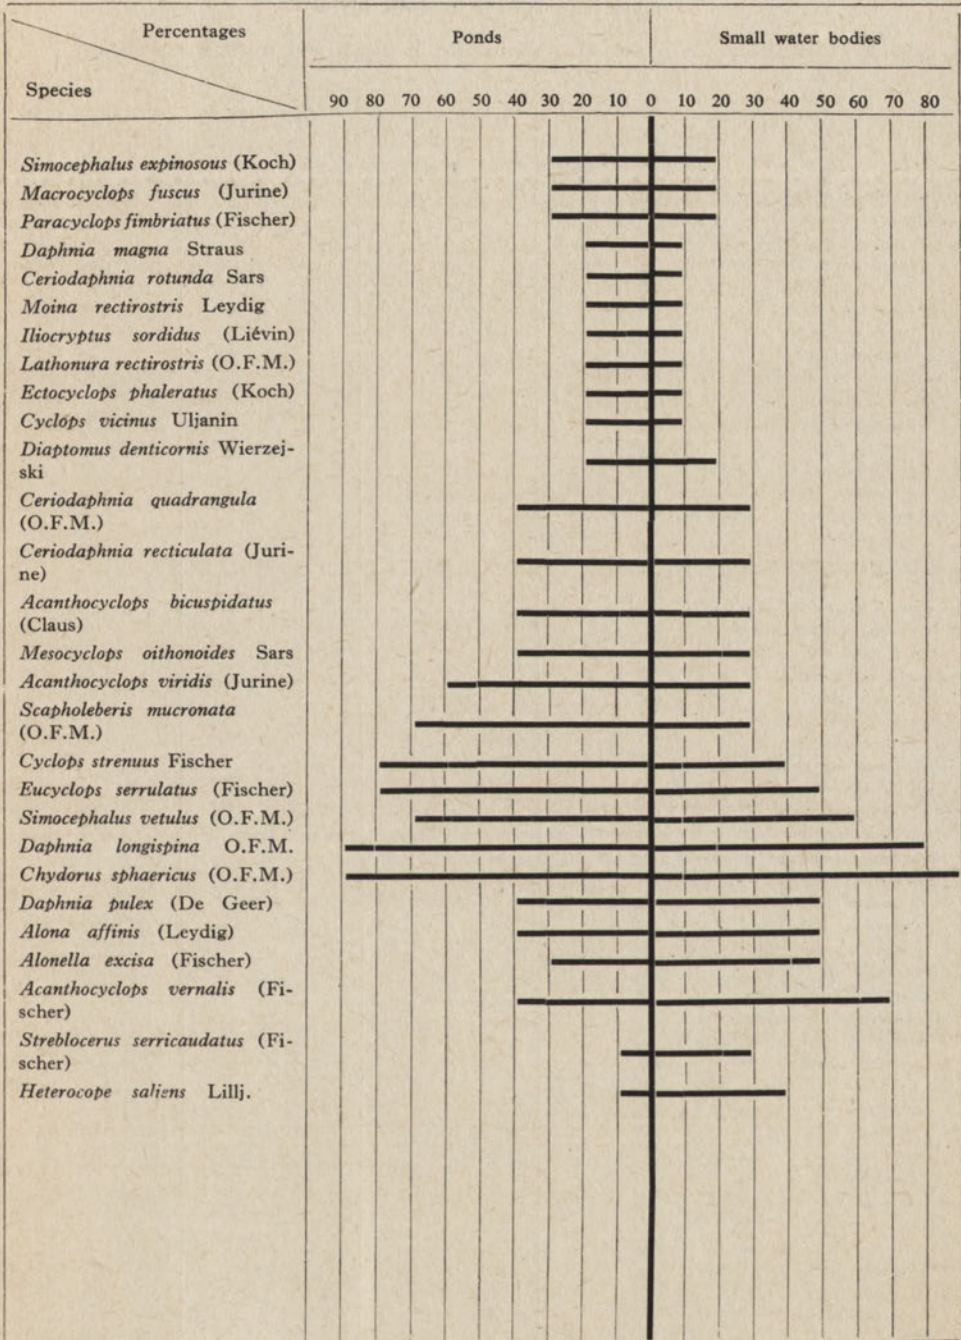 Percentages
Species
Ponds
Small water bodies
90 80 70 60 50 40 30 20 10 0 10 20 30 40 50 60 70 80
Simocephalus expinosous (Koch)
Macrocyclops fuscus (Jurine)
Paracyclops fimbriatus (Fischer)
Daphnia magna Straus
Ceriodaphnia rotunda Sars
Moina rectirostris Leydig
Iliocryptus sordidus (Liévin)
Lathonura rectirostris (O.F.M.)
Ectocyclops phaleratus (Koch)
Cyclops vicinus Uljanin
Diaptomus denticornis Wierzej-
ski
Ceriodaphnia quadrangula
(O.F.M.)
Ceriodaphnia recticulata (Juri-
ne)
Acanthocyclops bicuspidatus
(Claus)
Mesocyclops oithonoides Sars
Acanthocyclops viridis (Jurine)
Scapholeberis mucronata
(O.F.M.)
Cyclops strenuus Fischer
Eucyclops serrulatus (Fischer)
Simocephalus vetulus (O.F.M.)
Daphnia longispina O.F.M.
Chydorus sphaericus (O.F.M.)
Daphnia pulex (De Geer)
Alona affinis (Leydig)
Alonella excisa (Fischer)
Acanthocyclops vernalis (Fi-
scher)
Streblocerus serricaudatus (Fi-
scher)
Heterocope saliens Lillj.